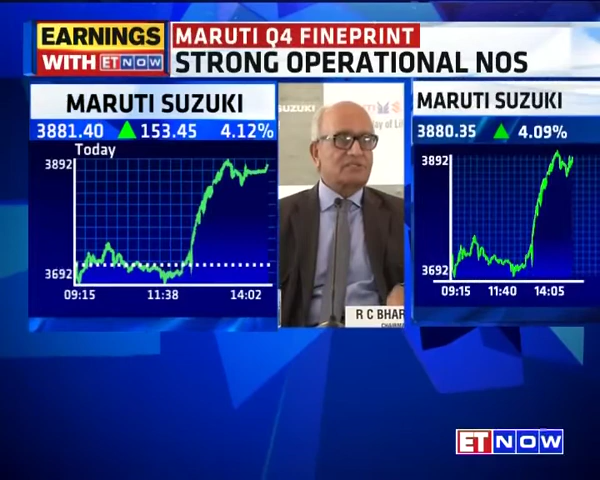 EARNINGS
WITH ET NOW
MARUTI Q4 FINEPRINT
STRONG OPERATIONAL NOS
MARUTI SUZUKI
3881.40 153.45 4.12%
Today
3892
3692
09:15 11:38 14:02
SUZUKI
R C BHAR
CHAIRMA
MARUTI SUZUKI
3880.35 4.09%
3892
3692
09:15 11:40 14:05
ET NOW